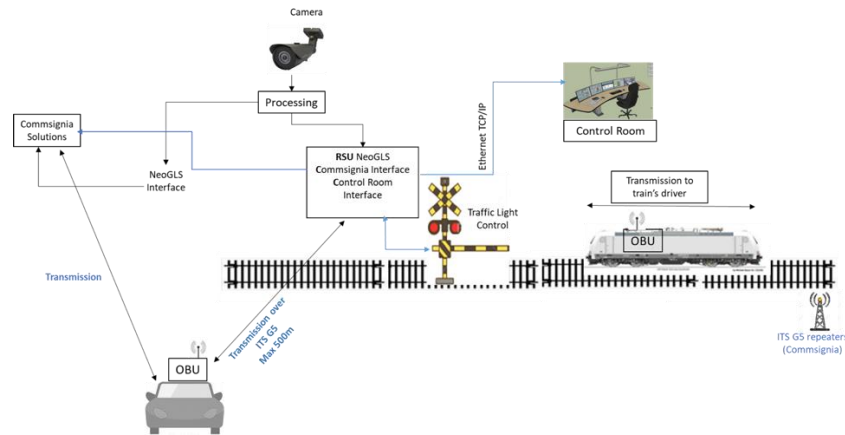 Camera
Processing
Commsignia
Solutions
NeoGLS
Interface
RSU NeoGLS
Commsignia Interface
Control Room
Interface
Ethernet TCP/IP
Control Room
Traffic Light
Control
Transmission to
train's driver
OBU
Transmission
Transmission over
ITS G5
Max 500m
OBU
ITS G5 repeaters
(Commsignia)